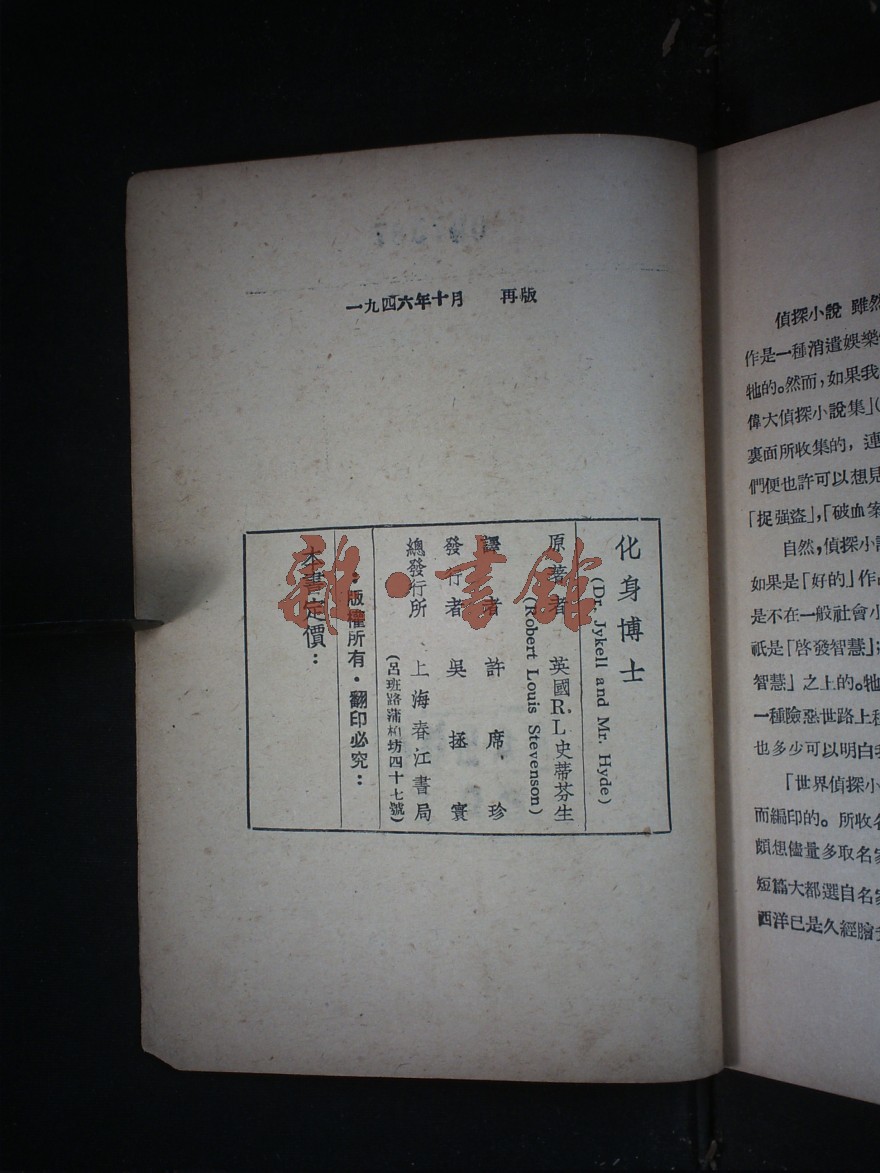 一九四六年十月 再版
化身博士
(Dr. Jykell and Mr. Hyde)
原著者 英國R.L史蒂芬生
(Robert Louis Stevenson)
譯者 許席珍
發行者 吳拯寰
總發行所 上海春江書局
(呂班路蒲柏坊四十七號)
·版權所有·翻印必究:
本書定價:
雜·書館
偵探小說 雖然
作是一種消遣娛樂
牠的。然而,如果我
偉大偵探小說集」(
裏面所收集的,連
們便也許可以想見
「捉强盜」,「破血案
自然,偵探小說
如果是「好的」作品
是不在一般社會小
祇是「啓發智慧」;
智慧」之上的。牠
一種險惡世路上種
也多少可以明白我
「世界偵探小
而編印的。所收名
頗想儘量多取名家
短篇大都選自名家
西洋已是久經膾